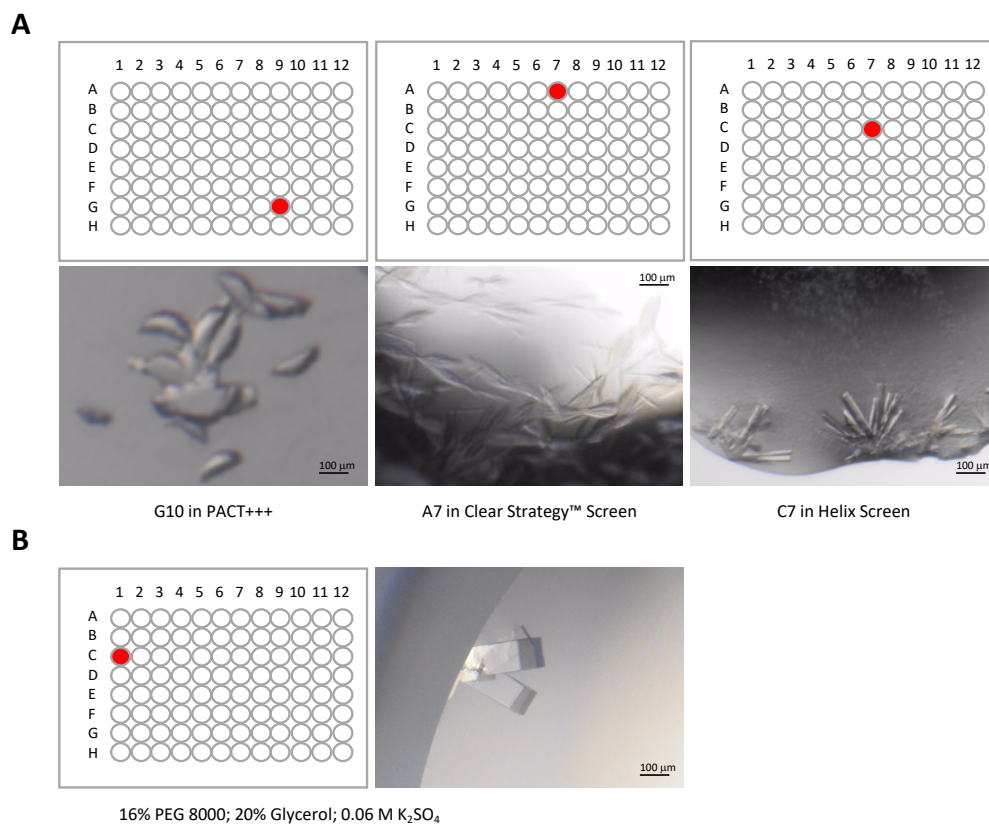 A
1 2 3 4 5 6 7 8 9 10 11 12
A
B
C
D
E
F
G
H
1 2 3 4 5 6 7 8 9 10 11 12
A
B
C
D
E
F
G
H
1 2 3 4 5 6 7 8 9 10 11 12
A
B
C
D
E
F
G
H
100 µm
100 µm
100 µm
G10 in PACT+++
A7 in Clear Strategy™ Screen
C7 in Helix Screen
B
1 2 3 4 5 6 7 8 9 10 11 12
A
B
C
D
E
F
G
H
100 µm
16% PEG 8000; 20% Glycerol; 0.06 M K₂SO₄